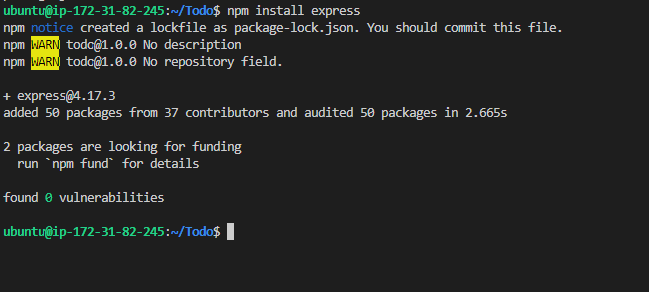 ubuntu@ip-172-31-82-245:~/Todo$ npm install express
npm notice created a lockfile as package-lock.json. You should commit this file.
npm WARN todo@1.0.0 No description
npm WARN todo@1.0.0 No repository field.
+ express@4.17.3
added 50 packages from 37 contributors and audited 50 packages in 2.665s
2 packages are looking for funding
  run `npm fund` for details
found 0 vulnerabilities
ubuntu@ip-172-31-82-245:~/Todo$